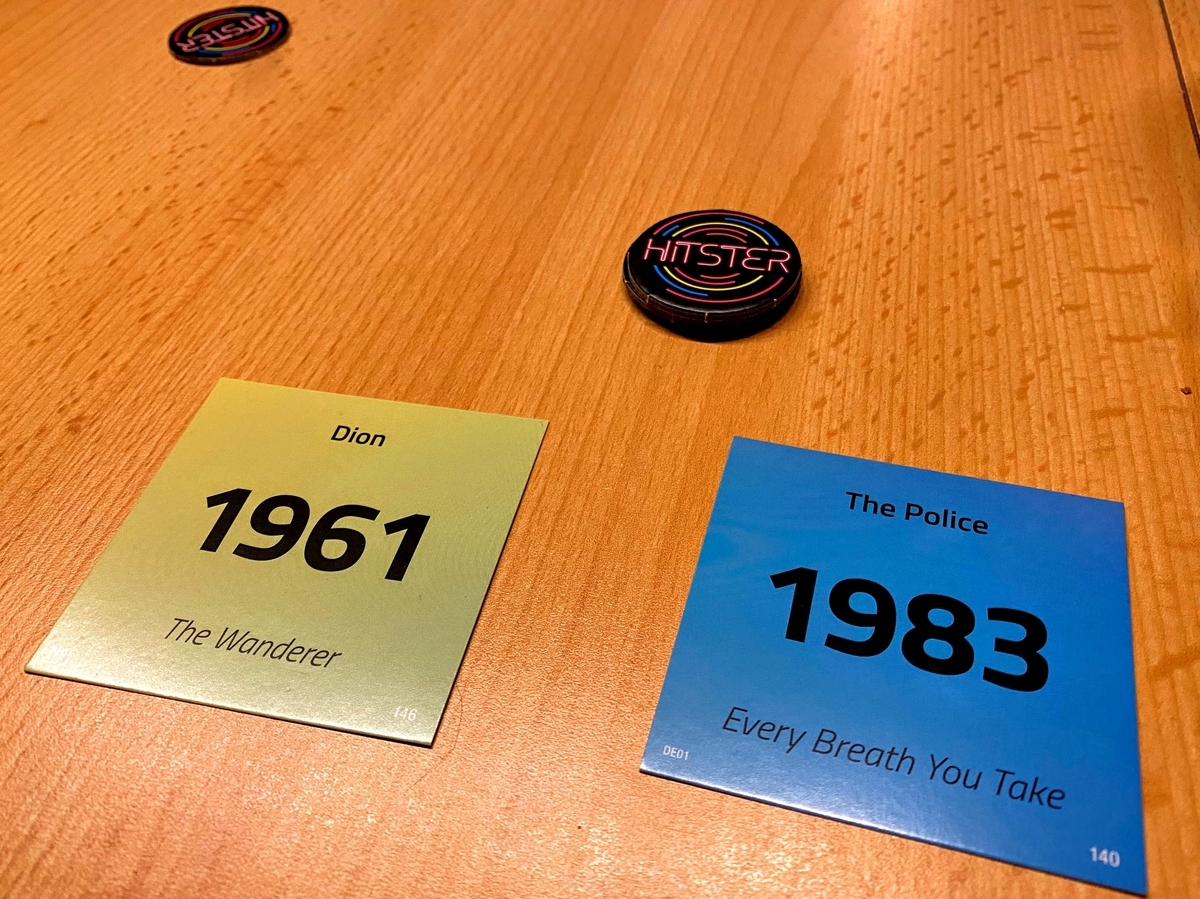 HITSTER
HITSTER
Dion
1961
The Wanderer
146
The Police
1983
Every Breath You Take
DE01
140